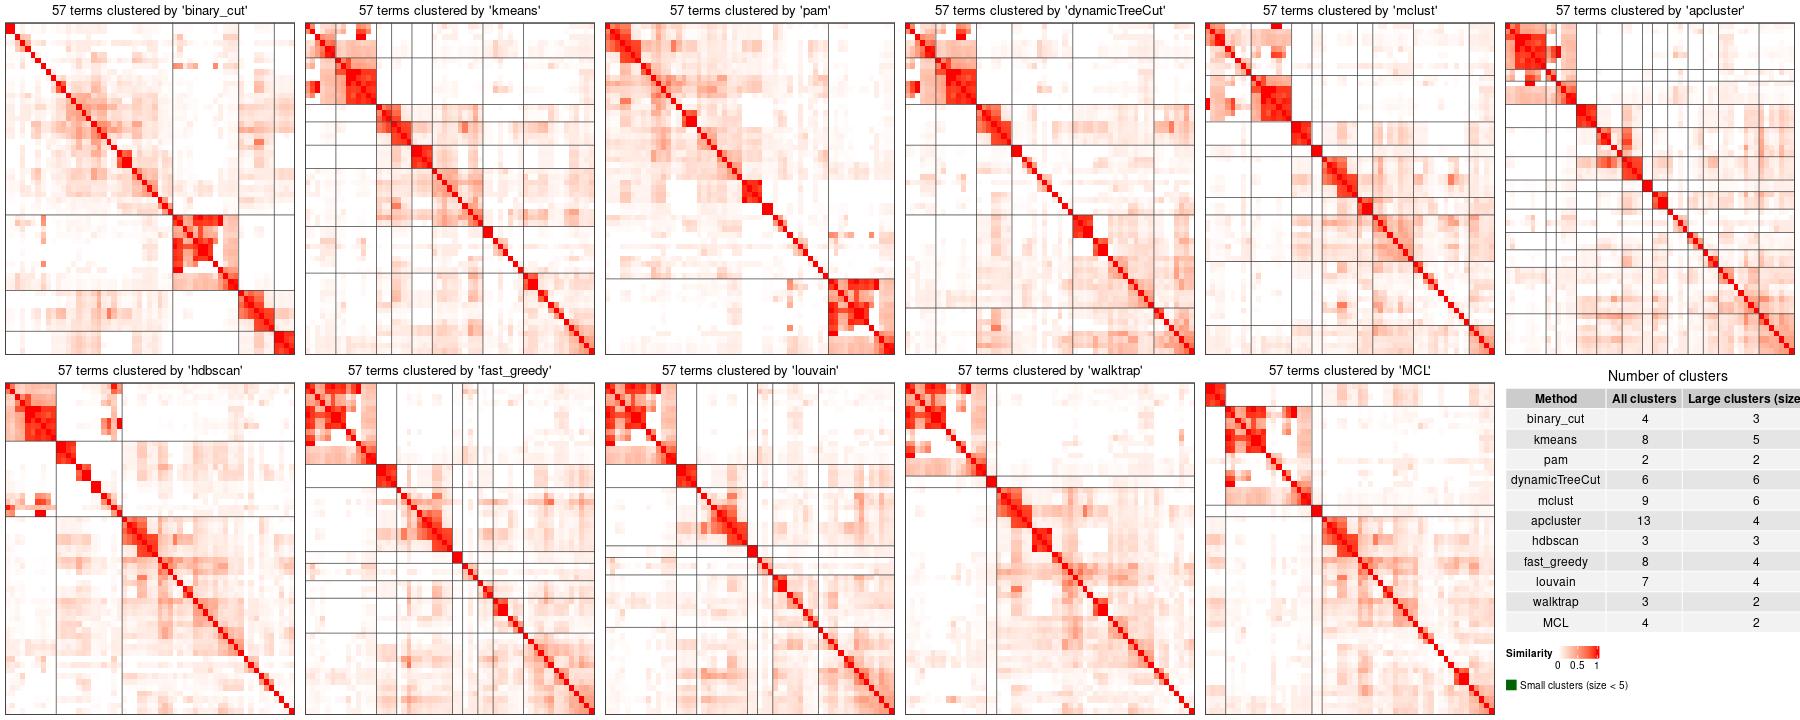 57 terms clustered by 'binary_cut'
57 terms clustered by 'kmeans'
57 terms clustered by 'pam'
57 terms clustered by 'dynamicTreeCut'
57 terms clustered by 'mclust'
57 terms clustered by 'apcluster'
57 terms clustered by 'hdbscan'
57 terms clustered by 'fast_greedy'
57 terms clustered by 'louvain'
57 terms clustered by 'walktrap'
57 terms clustered by 'MCL'
Number of clusters
Method All clusters Large clusters (size
binary_cut 4 3
kmeans 8 5
pam 2 2
dynamicTreeCut 6 6
mclust 9 6
apcluster 13 4
hdbscan 3 3
fast_greedy 8 4
louvain 7 4
walktrap 3 2
MCL 4 2
Similarity
0 0.5 1
Small clusters (size < 5)